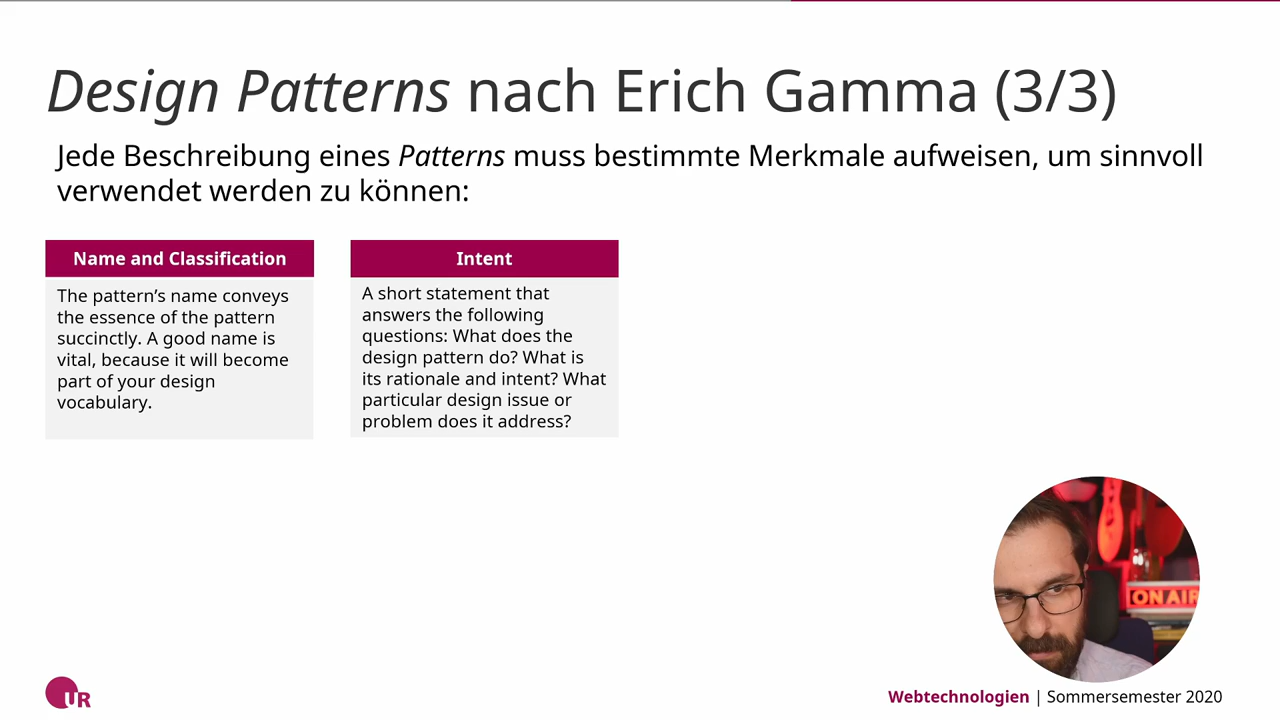 Design Patterns nach Erich Gamma (3/3)
Jede Beschreibung eines Patterns muss bestimmte Merkmale aufweisen, um sinnvoll
verwendet werden zu können:
Name and Classification
The pattern’s name conveys
the essence of the pattern
succinctly. A good name is
vital, because it will become
part of your design
vocabulary.
Intent
A short statement that
answers the following
questions: What does the
design pattern do? What is
its rationale and intent? What
particular design issue or
problem does it address?
ON AIR
UR
Webtechnologien | Sommersemester 2020